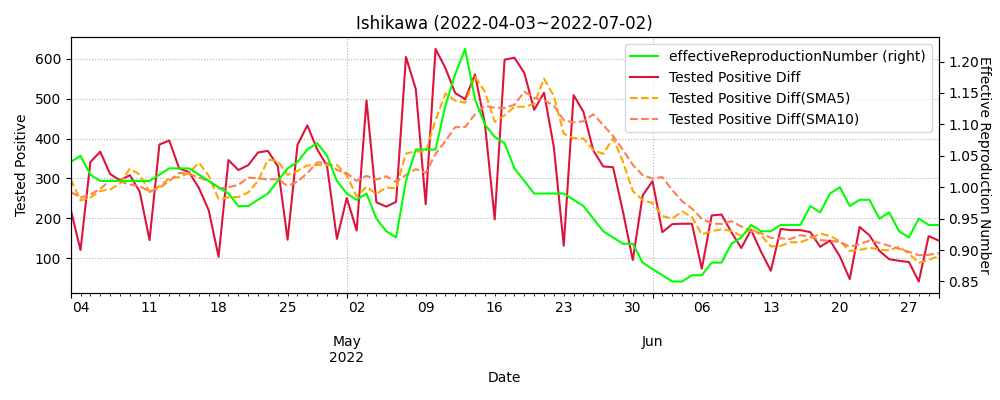 Ishikawa (2022-04-03~2022-07-02)
Tested Positive
600
500
400
300
200
100
effectiveReproductionNumber (right)
Tested Positive Diff
Tested Positive Diff(SMA5)
Tested Positive Diff(SMA10)
1.20
1.15
1.10
1.05
1.00
0.95
0.90
0.85
Effective Reproduction Number
04 11 18 25 02 09 16 23 30 06 13 20 27
May Jun
2022
Date